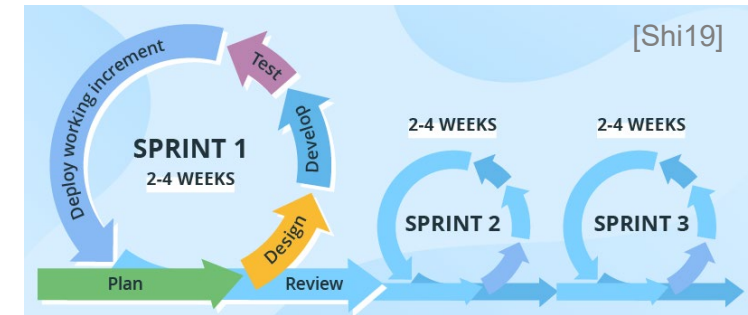 [Shi19]
Deploy working increment
Test
Develop
SPRINT 1
2-4 WEEKS
Design
Plan
Review
2-4 WEEKS
SPRINT 2
2-4 WEEKS
SPRINT 3